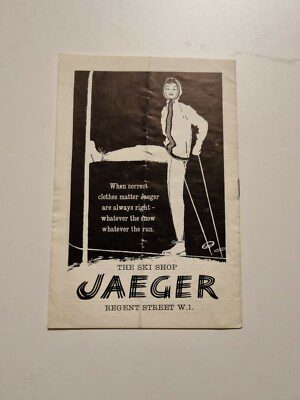 When correct
clothes matter Jaeger
are always right -
whatever the snow
whatever the run.
THE SKI SHOP
JAEGER
REGENT STREET W.1.